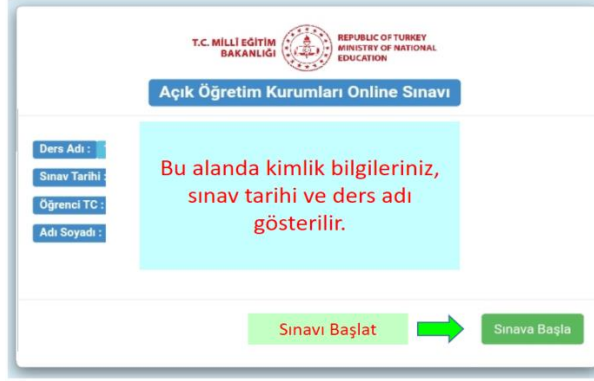 T.C. MİLLÎ EĞİTİM
BAKANLIĞI
REPUBLIC OF TURKEY
MINISTRY OF NATIONAL
EDUCATION
Açık Öğretim Kurumları Online Sınavı
Ders Adı :
Sınav Tarihi :
Öğrenci TC :
Adı Soyadı :
Bu alanda kimlik bilgileriniz,
sınav tarihi ve ders adı
gösterilir.
Sınavı Başlat
Sınava Başla